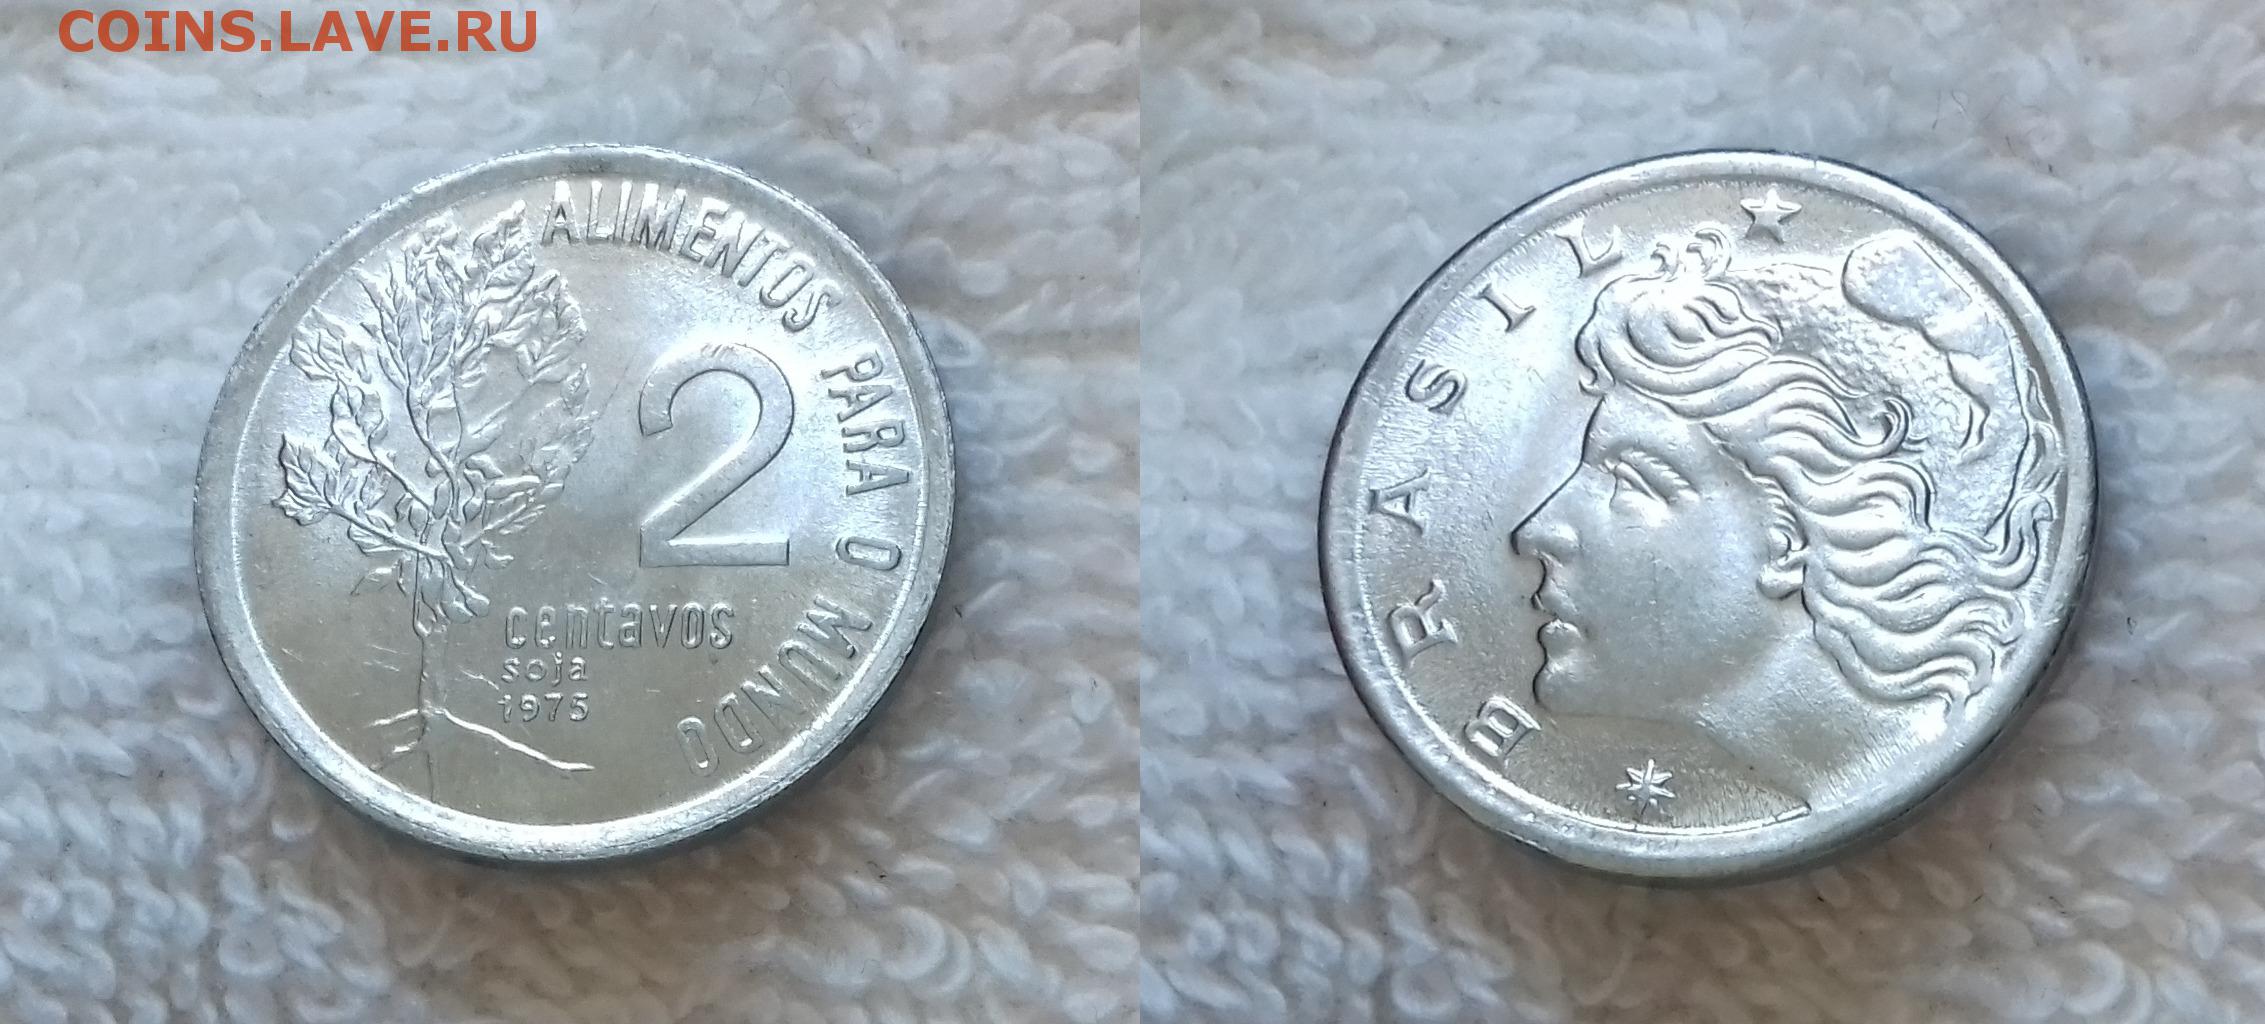 COINS.LAVE.RU
ALIMENTOS PARA O MUNDO
2
centavos
soja
1975
BRASIL